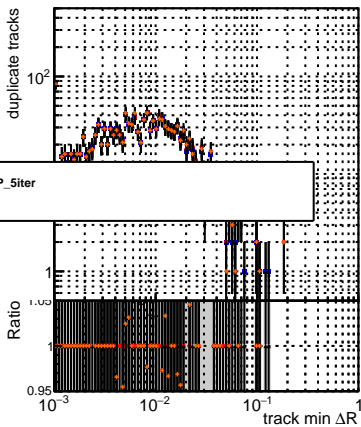 duplicate tracks
10²
P_5iter
1
Ratio
1.05
1
0.95
10⁻³
10⁻²
10⁻¹
1
track min ΔR